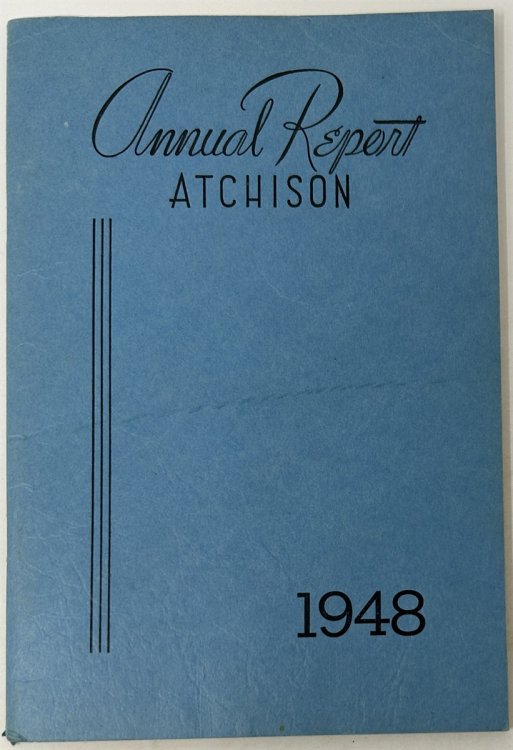 Annual Report
ATCHISON
1948